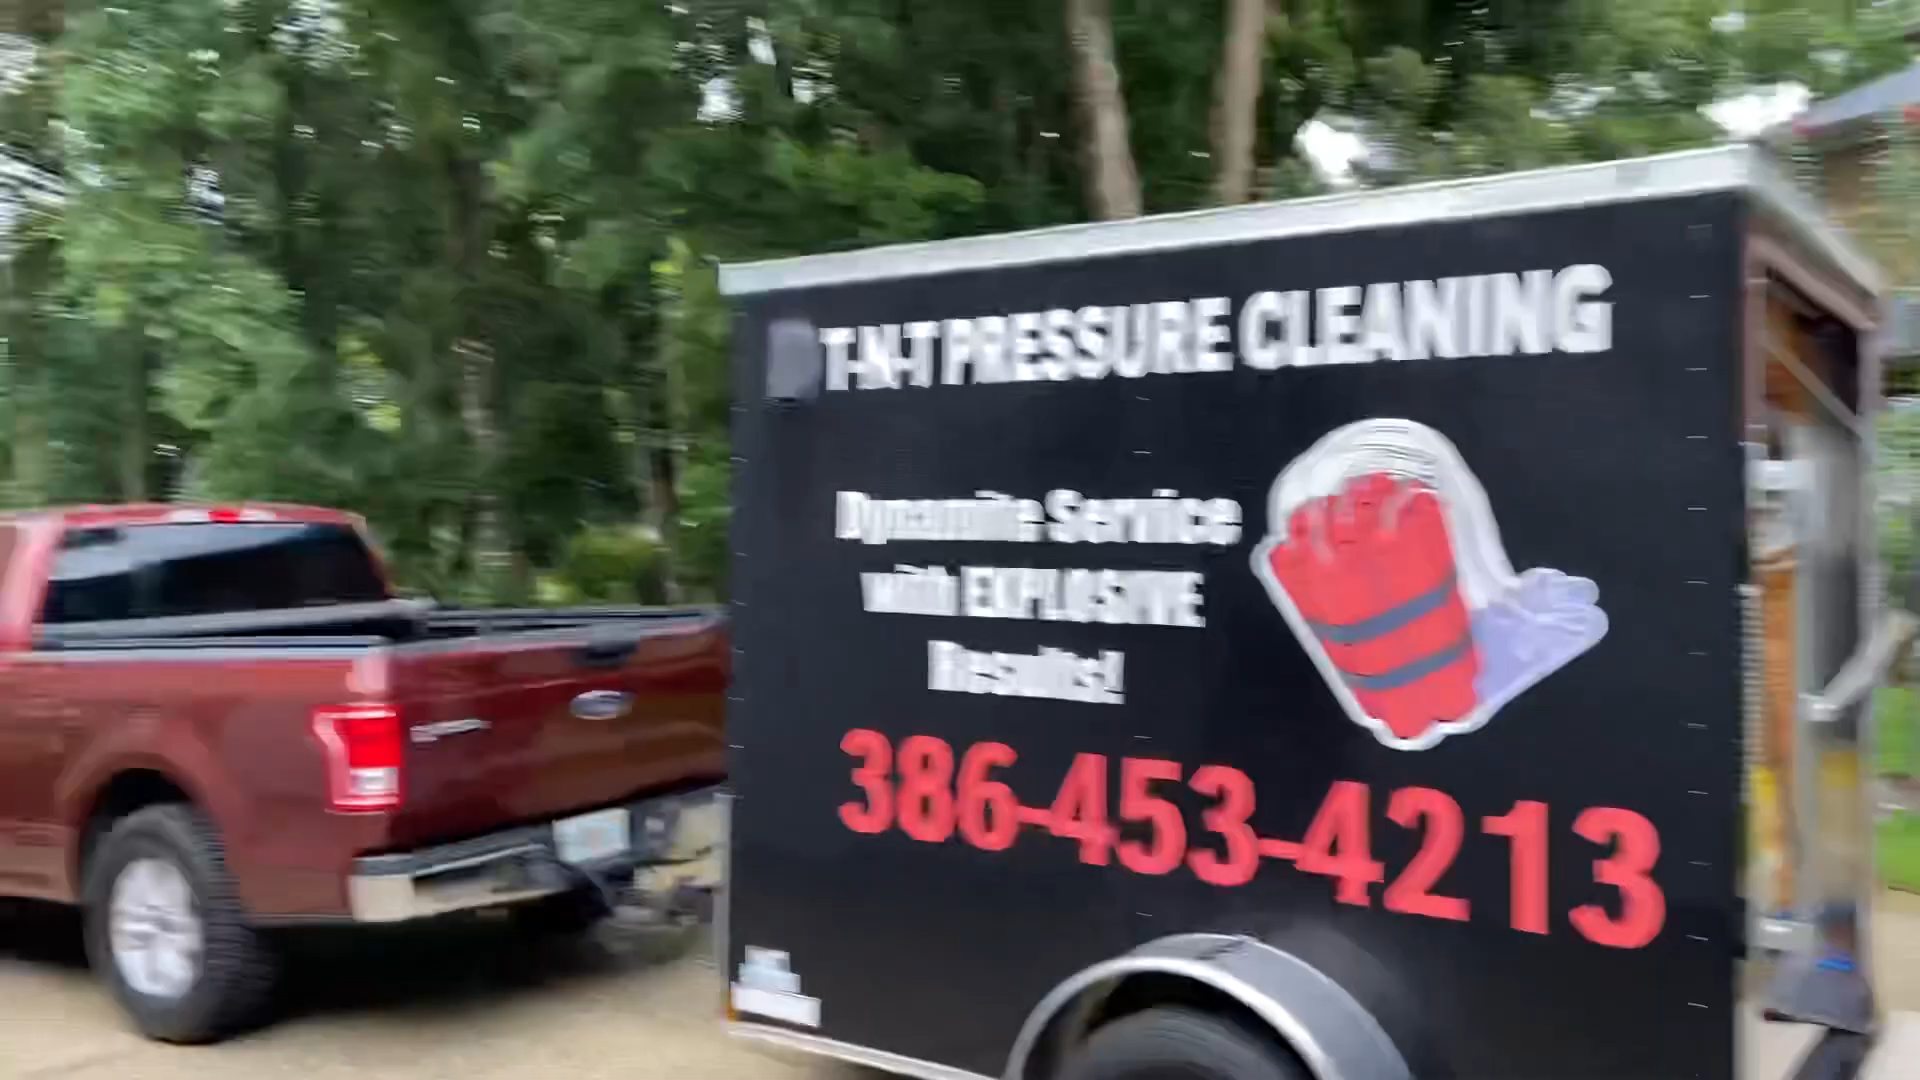 T-N-T PRESSURE CLEANING
Dynamite Service
with EXPLOSIVE
Results!
386-453-4213